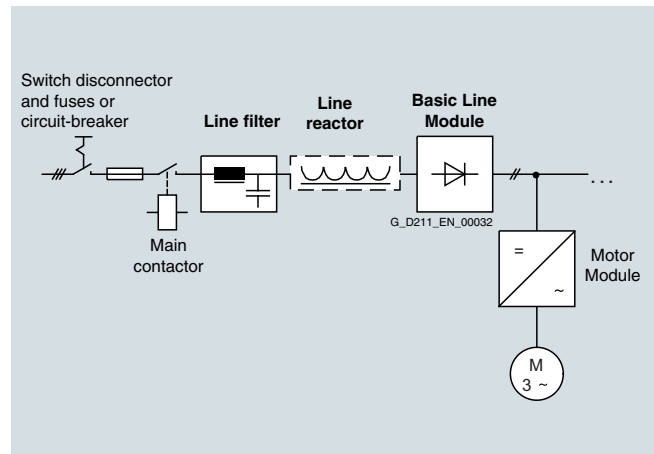 Switch disconnector
and fuses or
circuit-breaker
Line filter
Line
reactor
Basic Line
Module
G_D211_EN_00032
Main
contactor
...
=
~
Motor
Module
M
3 ~